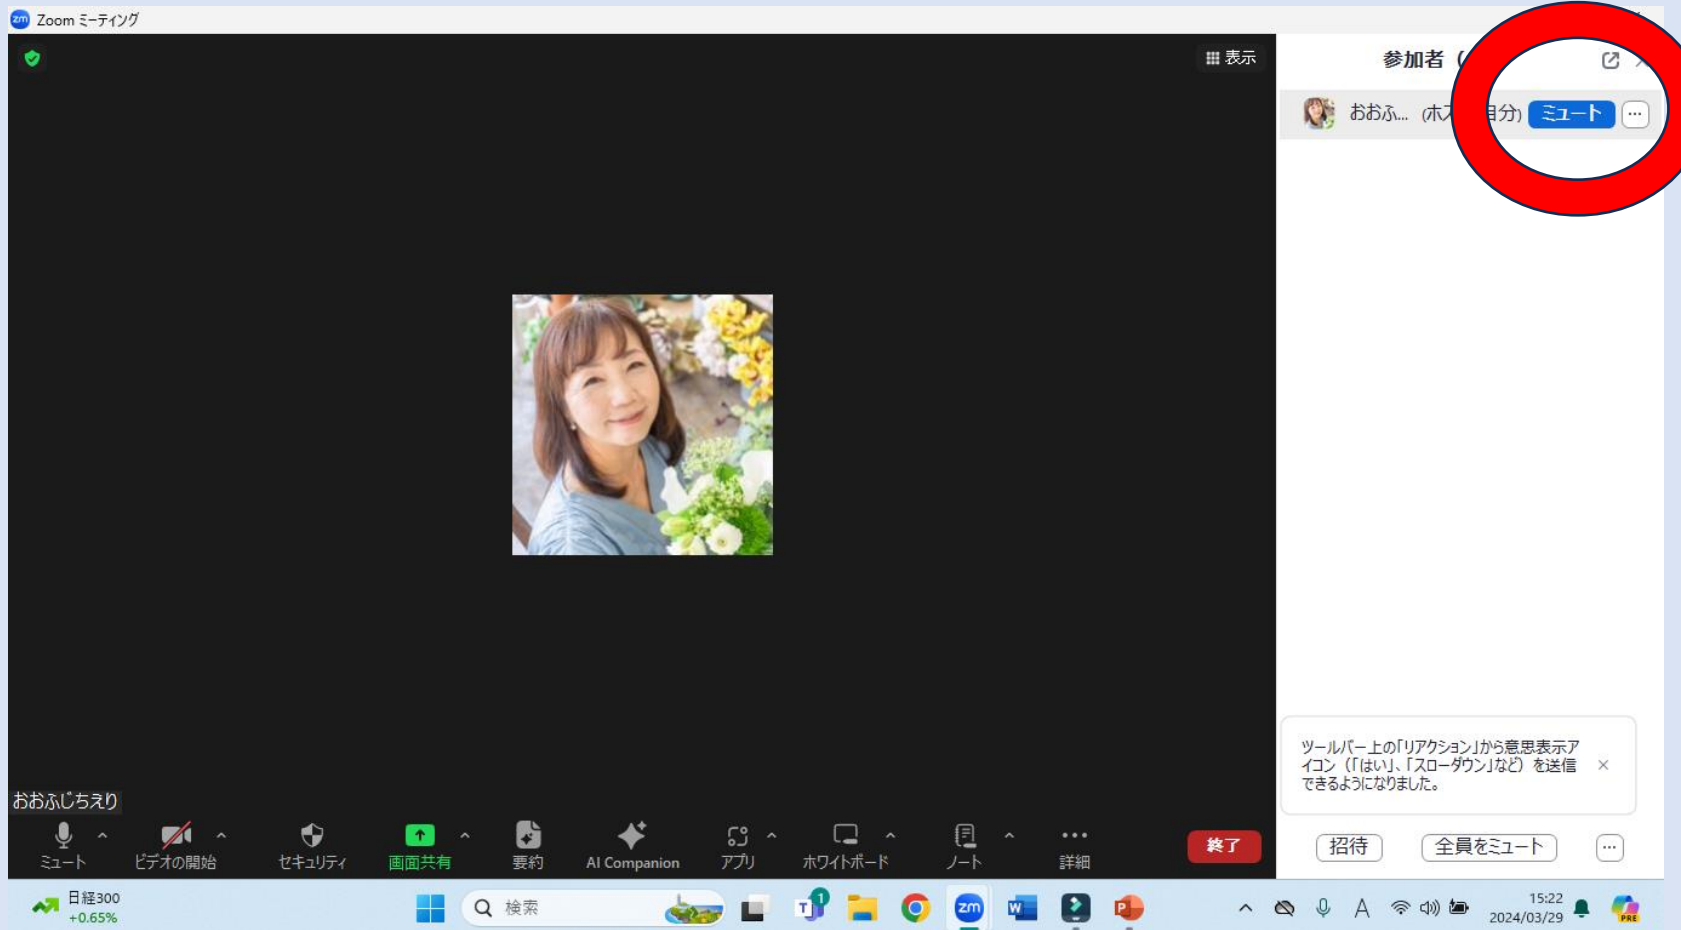 zm Zoom ミーティング
表示
参加者 (
おおふ... (ホス 自分) ミュート
ツールバー上の「リアクション」から意思表示ア
イコン (「はい」、「スローダウン」など) を送信
できるようになりました。
おおふじちえり
ミュート ビデオの開始 セキュリティ 画面共有 要約 AI Companion アプリ ホワイトボード ノート 詳細 終了
招待 全員をミュート
日経300
+0.65%
検索
1
zm
A
15:22
2024/03/29
PRE